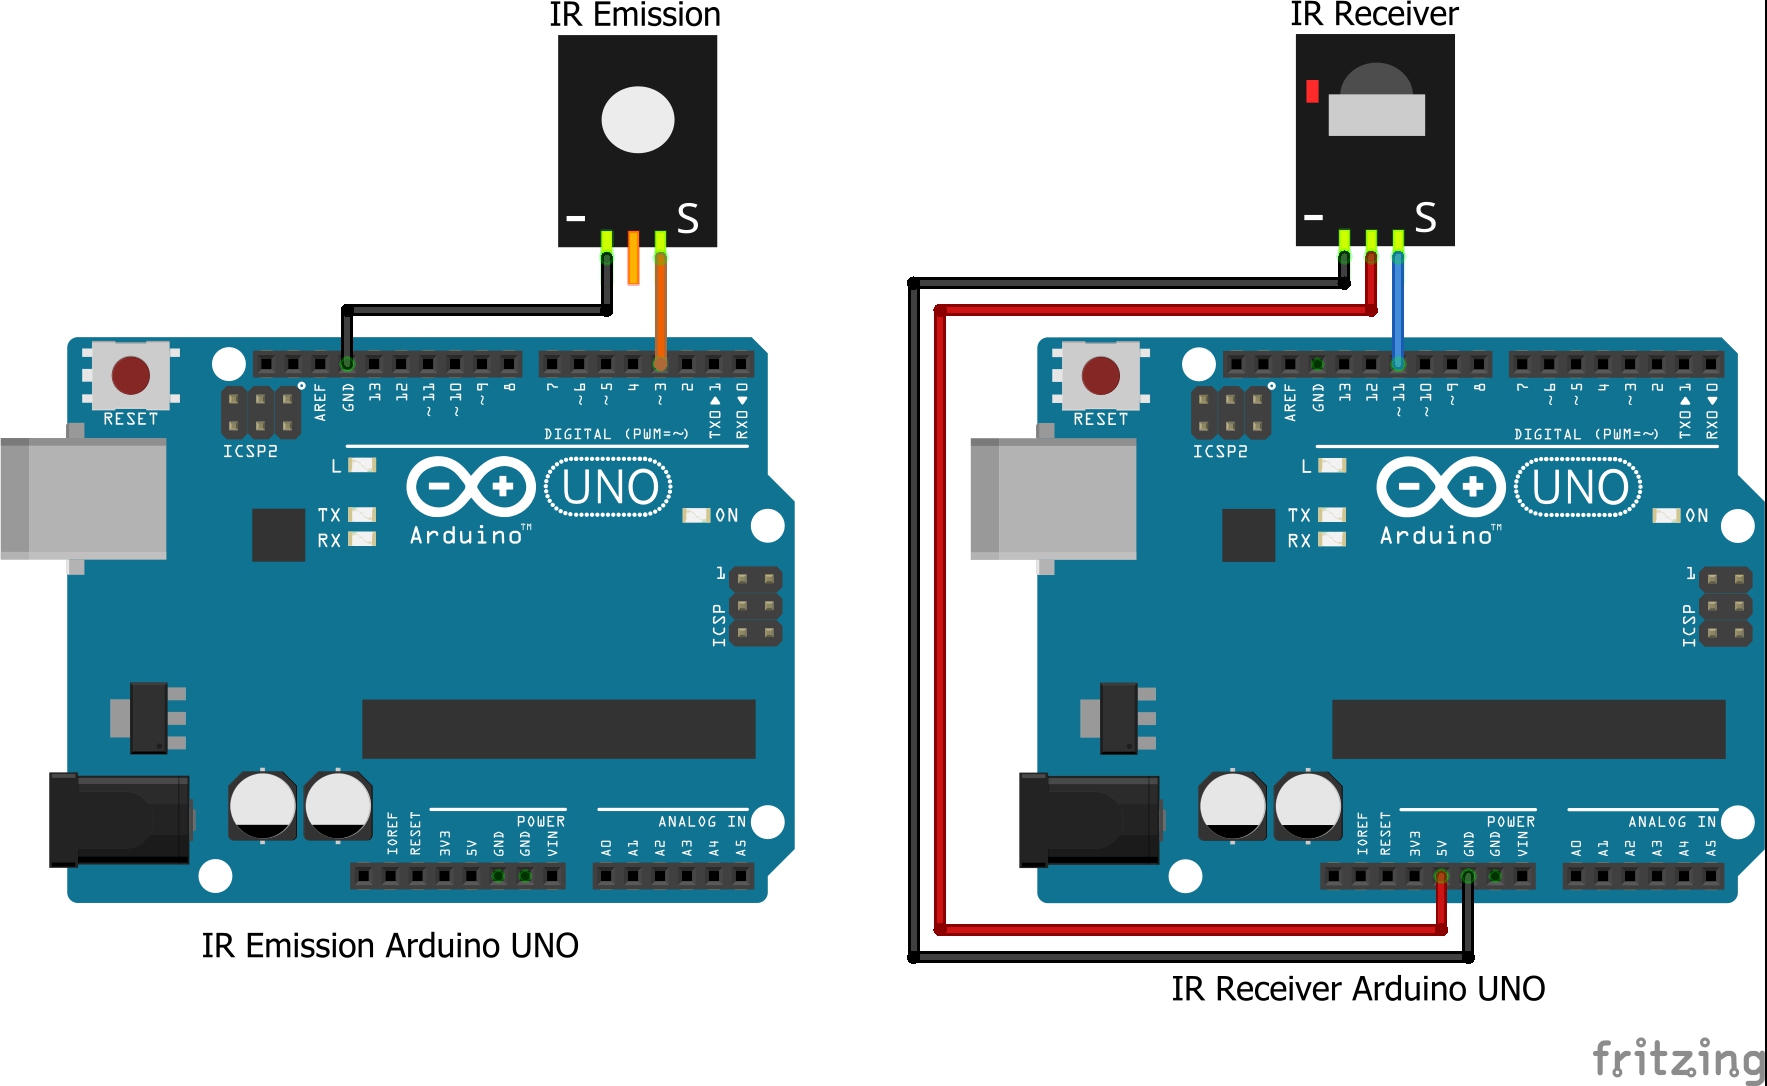 IR Emission
IR Receiver
- S
- S
RESET
ICSP2
AREF
GND
13
12
~11
~10
~9
8
7
~6
~5
4
~3
2
TX0▶1
RX0◀0
DIGITAL (PWM=~)
L
TX
RX
Arduino™
UNO
ON
1
ICSP
IOREF
RESET
3V3
5V
GND
GND
VIN
POWER
A0
A1
A2
A3
A4
A5
ANALOG IN
IR Emission Arduino UNO
RESET
ICSP2
AREF
GND
13
12
~11
~10
~9
8
7
~6
~5
4
~3
2
TX0▶1
RX0◀0
DIGITAL (PWM=~)
L
TX
RX
Arduino™
UNO
ON
1
ICSP
IOREF
RESET
3V3
5V
GND
GND
VIN
POWER
A0
A1
A2
A3
A4
A5
ANALOG IN
IR Receiver Arduino UNO
fritzing